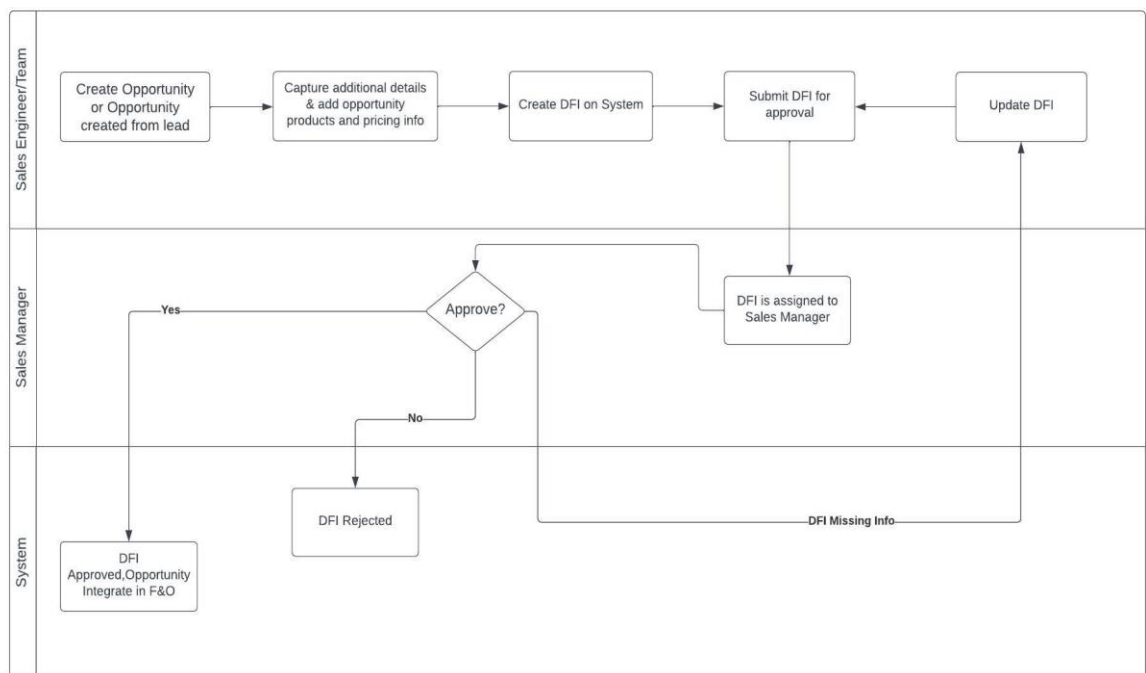 Sales Engineer/Team
Create Opportunity
or Opportunity
created from lead
Capture additional details
& add opportunity
products and pricing info
Create DFI on System
Submit DFI for
approval
Update DFI
Sales Manager
Yes
Approve?
DFI is assigned to
Sales Manager
No
System
DFI
Approved,Opportunity
Integrate in F&O
DFI Rejected
DFI Missing Info